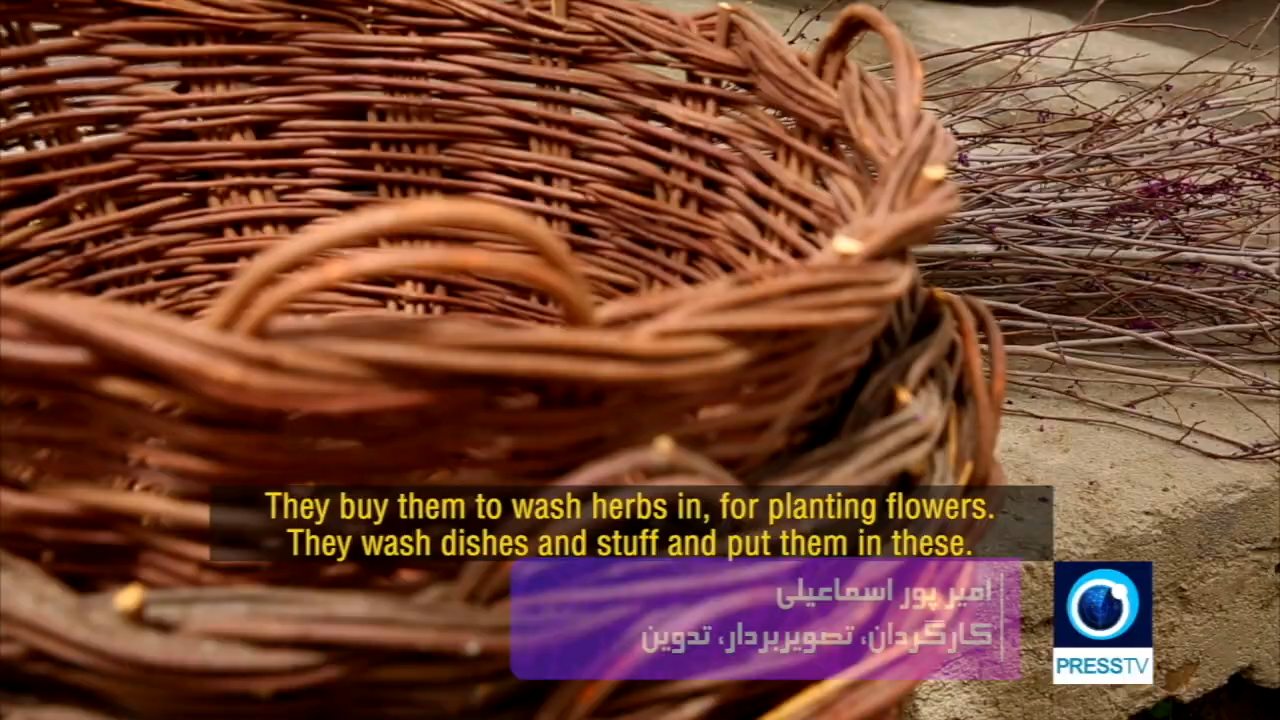 They buy them to wash herbs in, for planting flowers.
They wash dishes and stuff and put them in these.
امیر پور اسماعیلی
کارگردان، تصویربردار، تدوین
PRESSTV